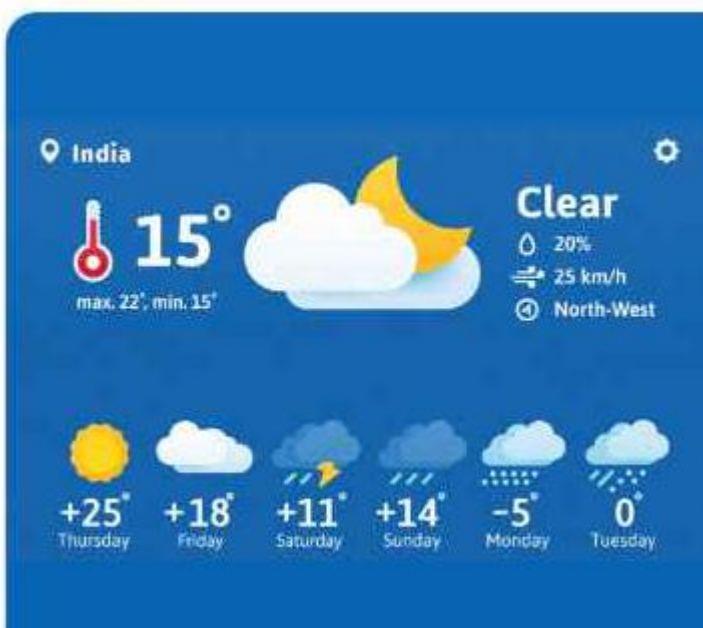 India
15°
max. 22°, min. 15°
Clear
20%
25 km/h
North-West
+25° +18° +11° +14° -5° 0°
Thursday Friday Saturday Sunday Monday Tuesday